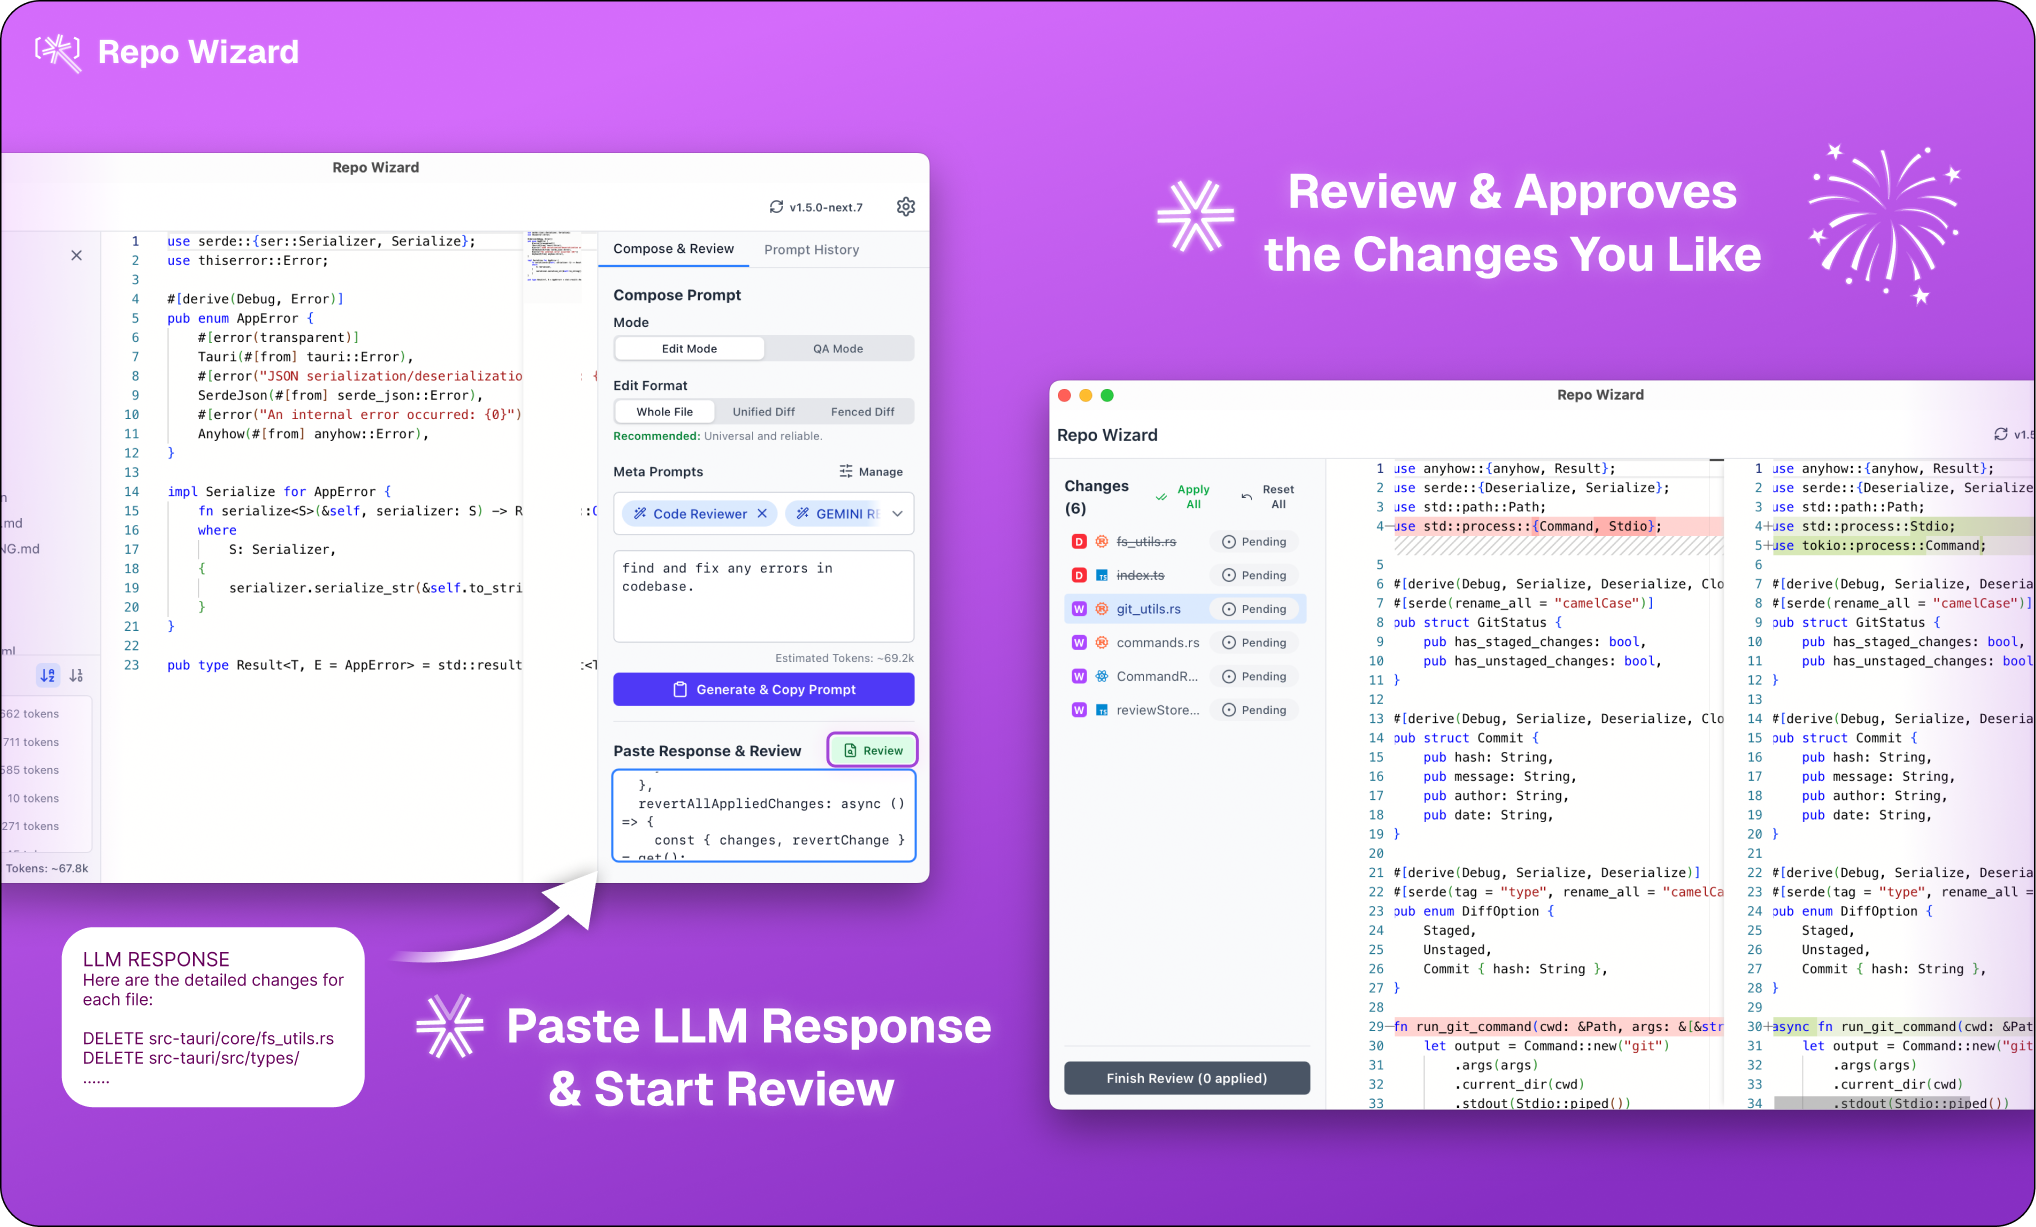 Repo Wizard
Repo Wizard
v1.5.0-next.7
1 use serde::{ser::Serializer, Serialize};
2 use thiserror::Error;
3
4 #[derive(Debug, Error)]
5 pub enum AppError {
6 #[error(transparent)]
7 Tauri(#[from] tauri::Error),
8 #[error("JSON serialization/deserializatio : {
9 SerdeJson(#[from] serde_json::Error),
10 #[error("An internal error occurred: {0}")
11 Anyhow(#[from] anyhow::Error),
12 }
13
14 impl Serialize for AppError {
15 fn serialize<S>(&self, serializer: S) -> R
16 where
17 S: Serializer,
18 {
19 serializer.serialize_str(&self.to_stri
20 }
21 }
22
23 pub type Result<T, E = AppError> = std::result
.md
NG.md
662 tokens
711 tokens
585 tokens
10 tokens
271 tokens
Tokens: ~67.8k
Compose & Review
Prompt History
Compose Prompt
Mode
Edit Mode QA Mode
Edit Format
Whole File Unified Diff Fenced Diff
Recommended: Universal and reliable.
Meta Prompts Manage
Code Reviewer GEMINI RE
find and fix any errors in
codebase.
Estimated Tokens: ~69.2k
Generate & Copy Prompt
Paste Response & Review Review
},
revertAllAppliedChanges: async ()
=> {
const { changes, revertChange }
= get();
LLM RESPONSE
Here are the detailed changes for
each file:
DELETE src-tauri/core/fs_utils.rs
DELETE src-tauri/src/types/
......
Paste LLM Response
& Start Review
Review & Approves
the Changes You Like
Repo Wizard
Repo Wizard
v1.5
Changes
(6)
Apply
All
Reset
All
D fs_utils.rs Pending
D TS index.ts Pending
W git_utils.rs Pending
W commands.rs Pending
W CommandR... Pending
W TS reviewStore... Pending
Finish Review (0 applied)
1 use anyhow::{anyhow, Result};
2 use serde::{Deserialize, Serialize};
3 use std::path::Path;
4- use std::process::{Command, Stdio};
5
6 #[derive(Debug, Serialize, Deserialize, Clo
7 #[serde(rename_all = "camelCase")]
8 pub struct GitStatus {
9 pub has_staged_changes: bool,
10 pub has_unstaged_changes: bool,
11 }
12
13 #[derive(Debug, Serialize, Deserialize, Clo
14 pub struct Commit {
15 pub hash: String,
16 pub message: String,
17 pub author: String,
18 pub date: String,
19 }
20
21 #[derive(Debug, Serialize, Deserialize)]
22 #[serde(tag = "type", rename_all = "camelCa
23 pub enum DiffOption {
24 Staged,
25 Unstaged,
26 Commit { hash: String },
27 }
28
29- fn run_git_command(cwd: &Path, args: &[&str
30 let output = Command::new("git")
31 .args(args)
32 .current_dir(cwd)
33 .stdout(Stdio::piped())
1 use anyhow::{anyhow, Result};
2 use serde::{Deserialize, Serialize
3 use std::path::Path;
4+ use std::process::Stdio;
5+ use tokio::process::Command;
6
7 #[derive(Debug, Serialize, Deseria
8 #[serde(rename_all = "camelCase")]
9 pub struct GitStatus {
10 pub has_staged_changes: bool,
11 pub has_unstaged_changes: bool
12 }
13
14 #[derive(Debug, Serialize, Deseria
15 pub struct Commit {
16 pub hash: String,
17 pub message: String,
18 pub author: String,
19 pub date: String,
20 }
21
22 #[derive(Debug, Serialize, Deseria
23 #[serde(tag = "type", rename_all =
24 pub enum DiffOption {
25 Staged,
26 Unstaged,
27 Commit { hash: String },
28 }
29
30+ async fn run_git_command(cwd: &Pat
31 let output = Command::new("git
32 .args(args)
33 .current_dir(cwd)
34 .stdout(Stdio::piped())